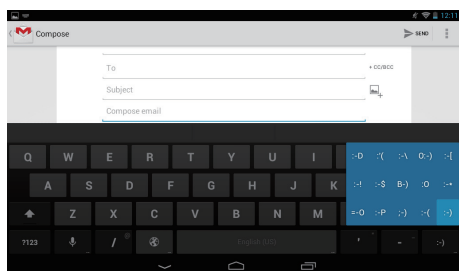 12:11
Compose
SEND
To
+ CC/BCC
Subject
Compose email
Q W E R T Y U I :-D :'( :-\ O:-) :-[
A S D F G H J K :-! :-$ B-) :O :-*
Z X C V B N M =-O :-P ;-) :-( :-)
?123 / English (US) ' - :-)